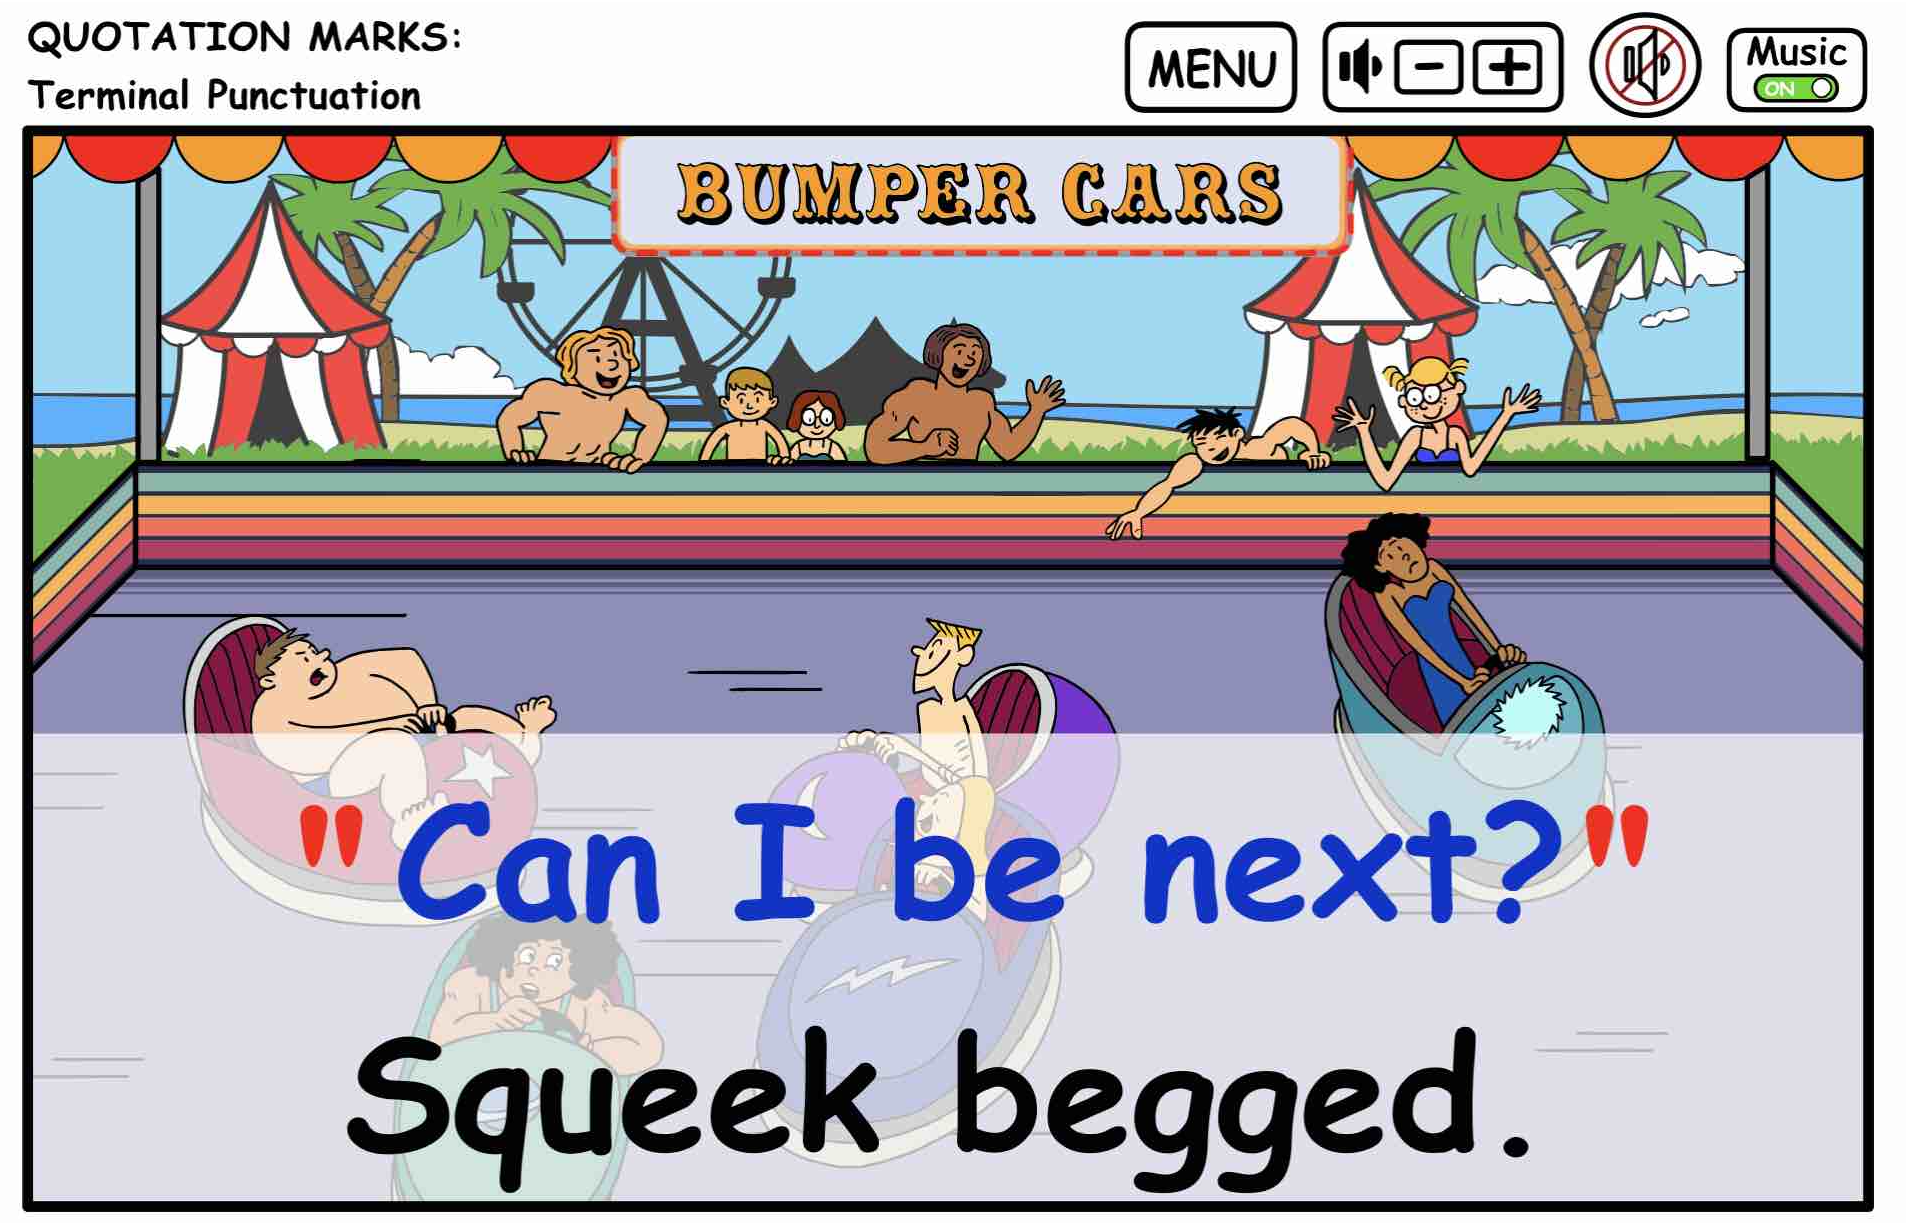 QUOTATION MARKS:
Terminal Punctuation
MENU
Music
ON
BUMPER CARS
"Can I be next?"
Squeek begged.